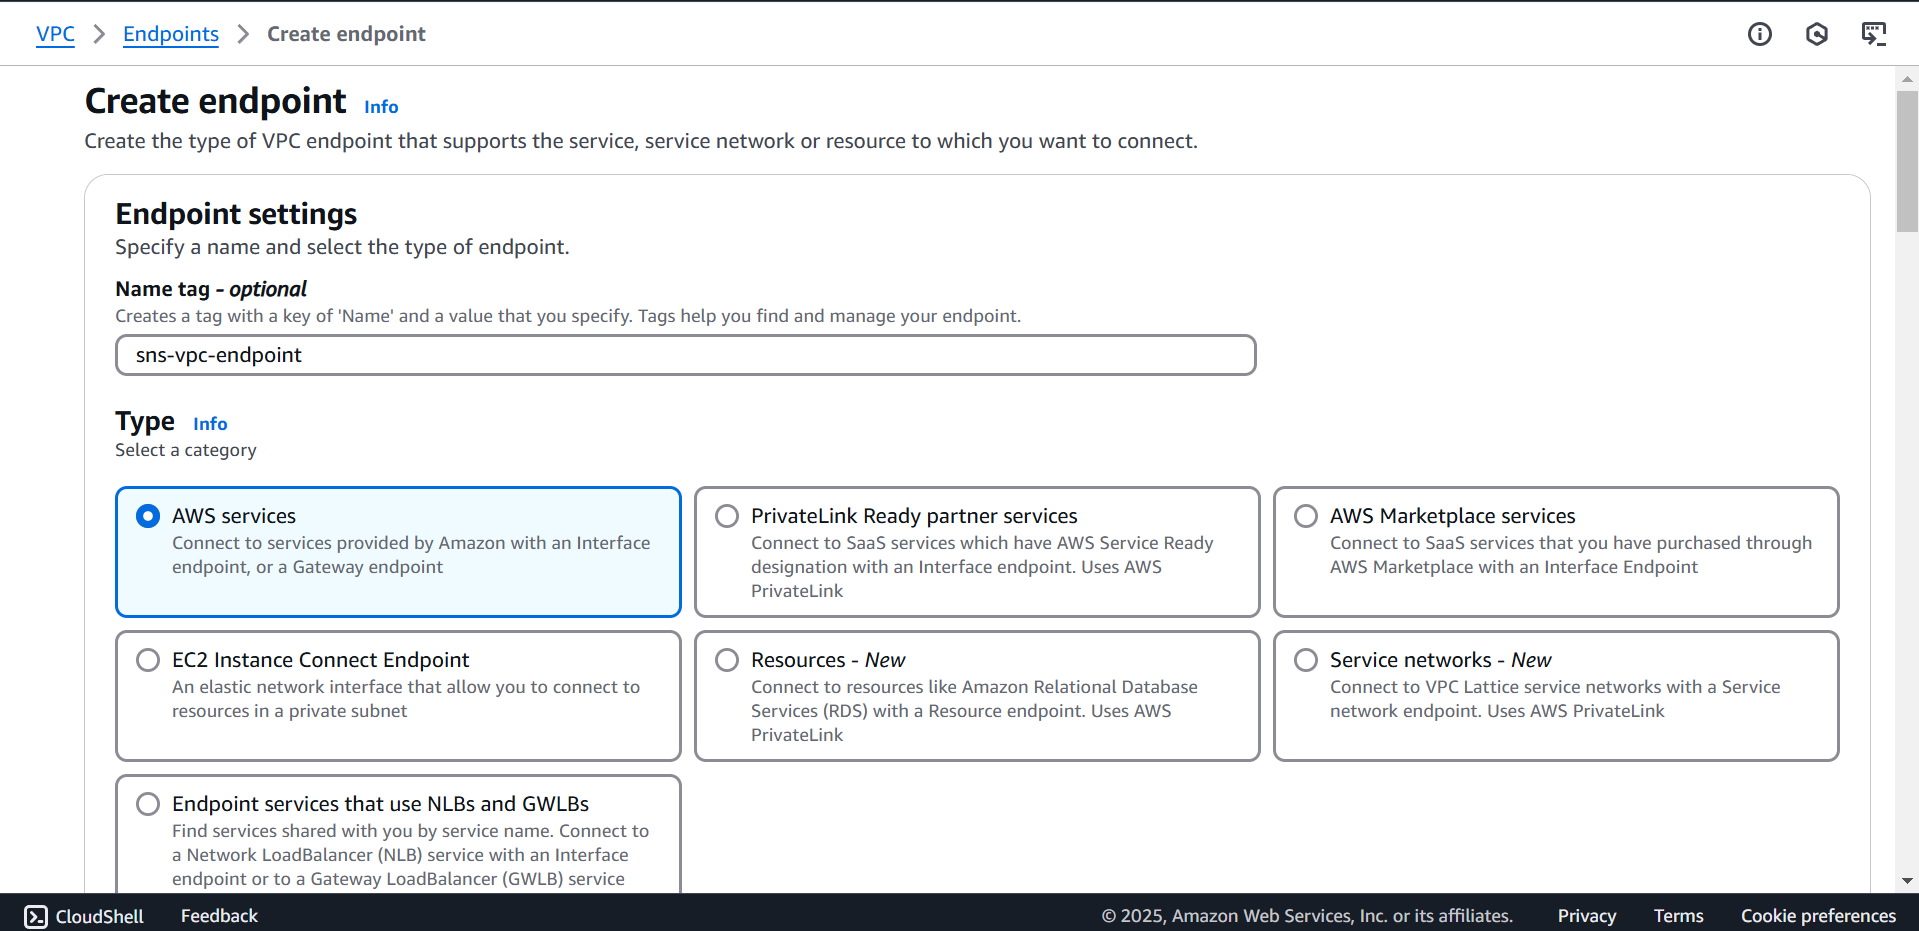 VPC > Endpoints > Create endpoint
Create endpoint Info
Create the type of VPC endpoint that supports the service, service network or resource to which you want to connect.
Endpoint settings
Specify a name and select the type of endpoint.
Name tag - optional
Creates a tag with a key of 'Name' and a value that you specify. Tags help you find and manage your endpoint.
sns-vpc-endpoint
Type Info
Select a category
AWS services
Connect to services provided by Amazon with an Interface
endpoint, or a Gateway endpoint
PrivateLink Ready partner services
Connect to SaaS services which have AWS Service Ready
designation with an Interface endpoint. Uses AWS
PrivateLink
AWS Marketplace services
Connect to SaaS services that you have purchased through
AWS Marketplace with an Interface Endpoint
EC2 Instance Connect Endpoint
An elastic network interface that allow you to connect to
resources in a private subnet
Resources - New
Connect to resources like Amazon Relational Database
Services (RDS) with a Resource endpoint. Uses AWS
PrivateLink
Service networks - New
Connect to VPC Lattice service networks with a Service
network endpoint. Uses AWS PrivateLink
Endpoint services that use NLBs and GWLBs
Find services shared with you by service name. Connect to
a Network LoadBalancer (NLB) service with an Interface
endpoint or to a Gateway LoadBalancer (GWLB) service
CloudShell Feedback © 2025, Amazon Web Services, Inc. or its affiliates. Privacy Terms Cookie preferences